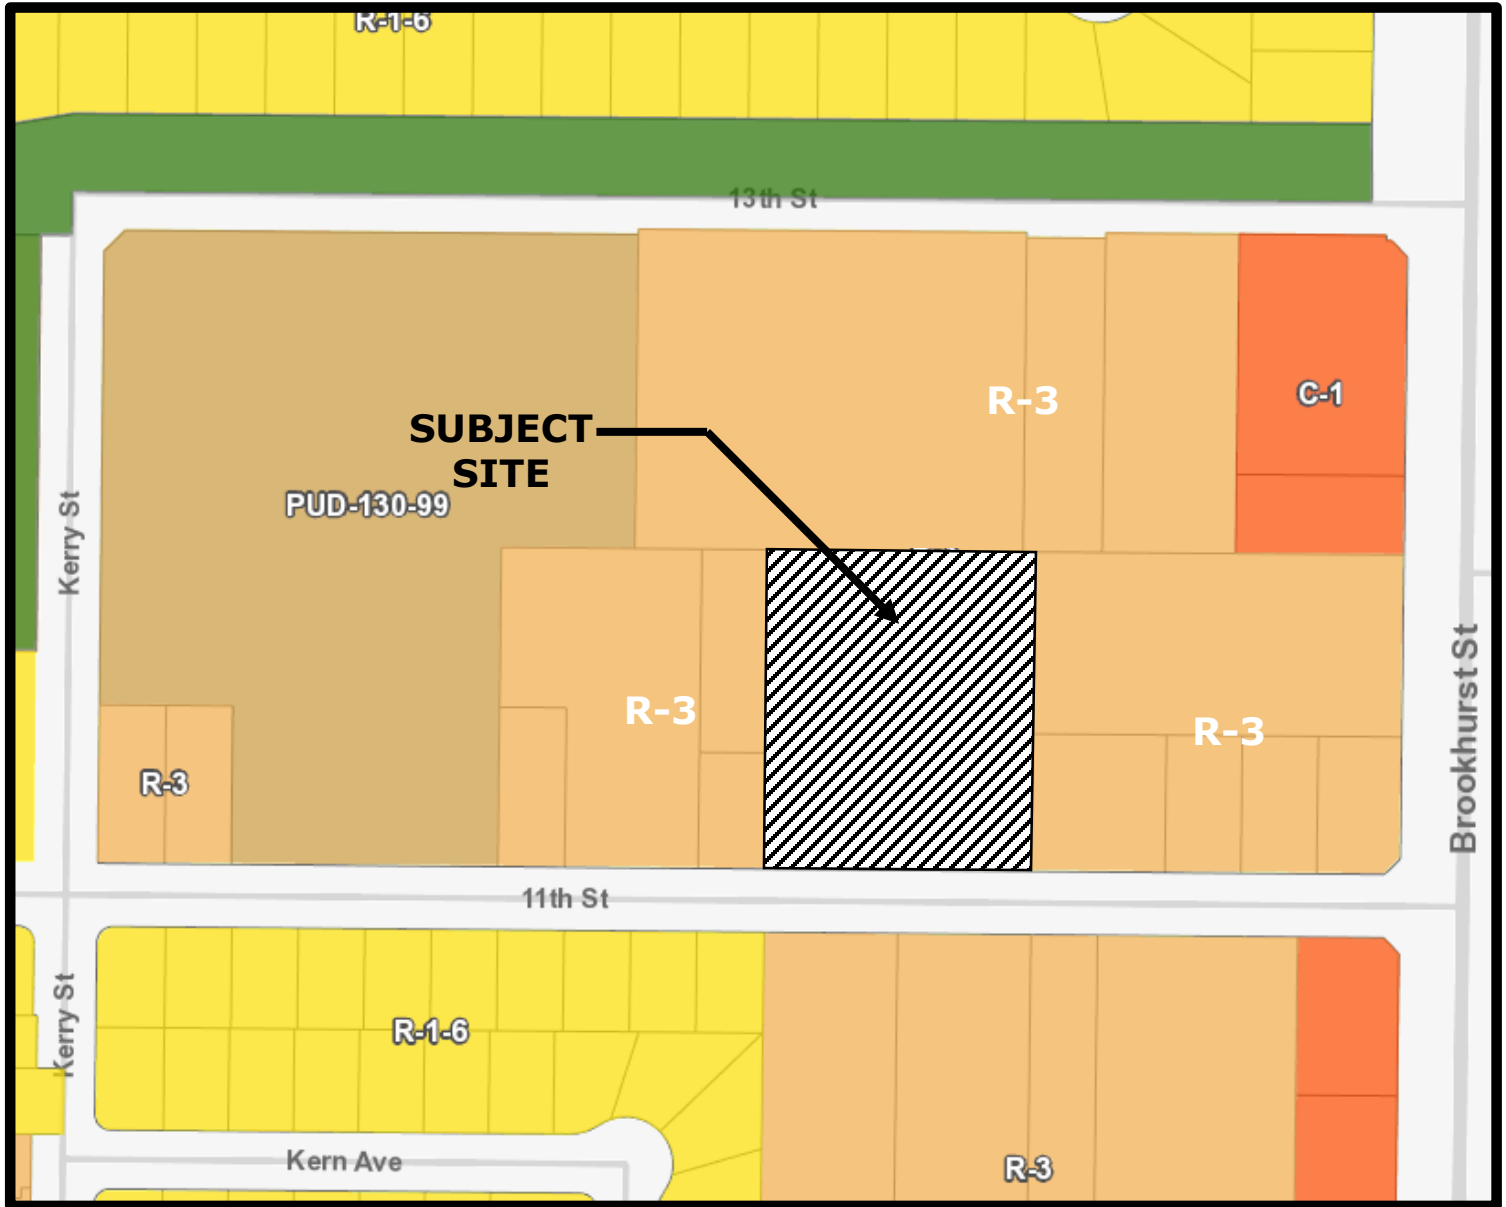 R-1-6
13th St
R-3
C-1
SUBJECT
SITE
PUD-130-99
Kerry St
R-3
R-3
R-3
Brookhurst St
11th St
Kerry St
R-1-6
Kern Ave
R-3